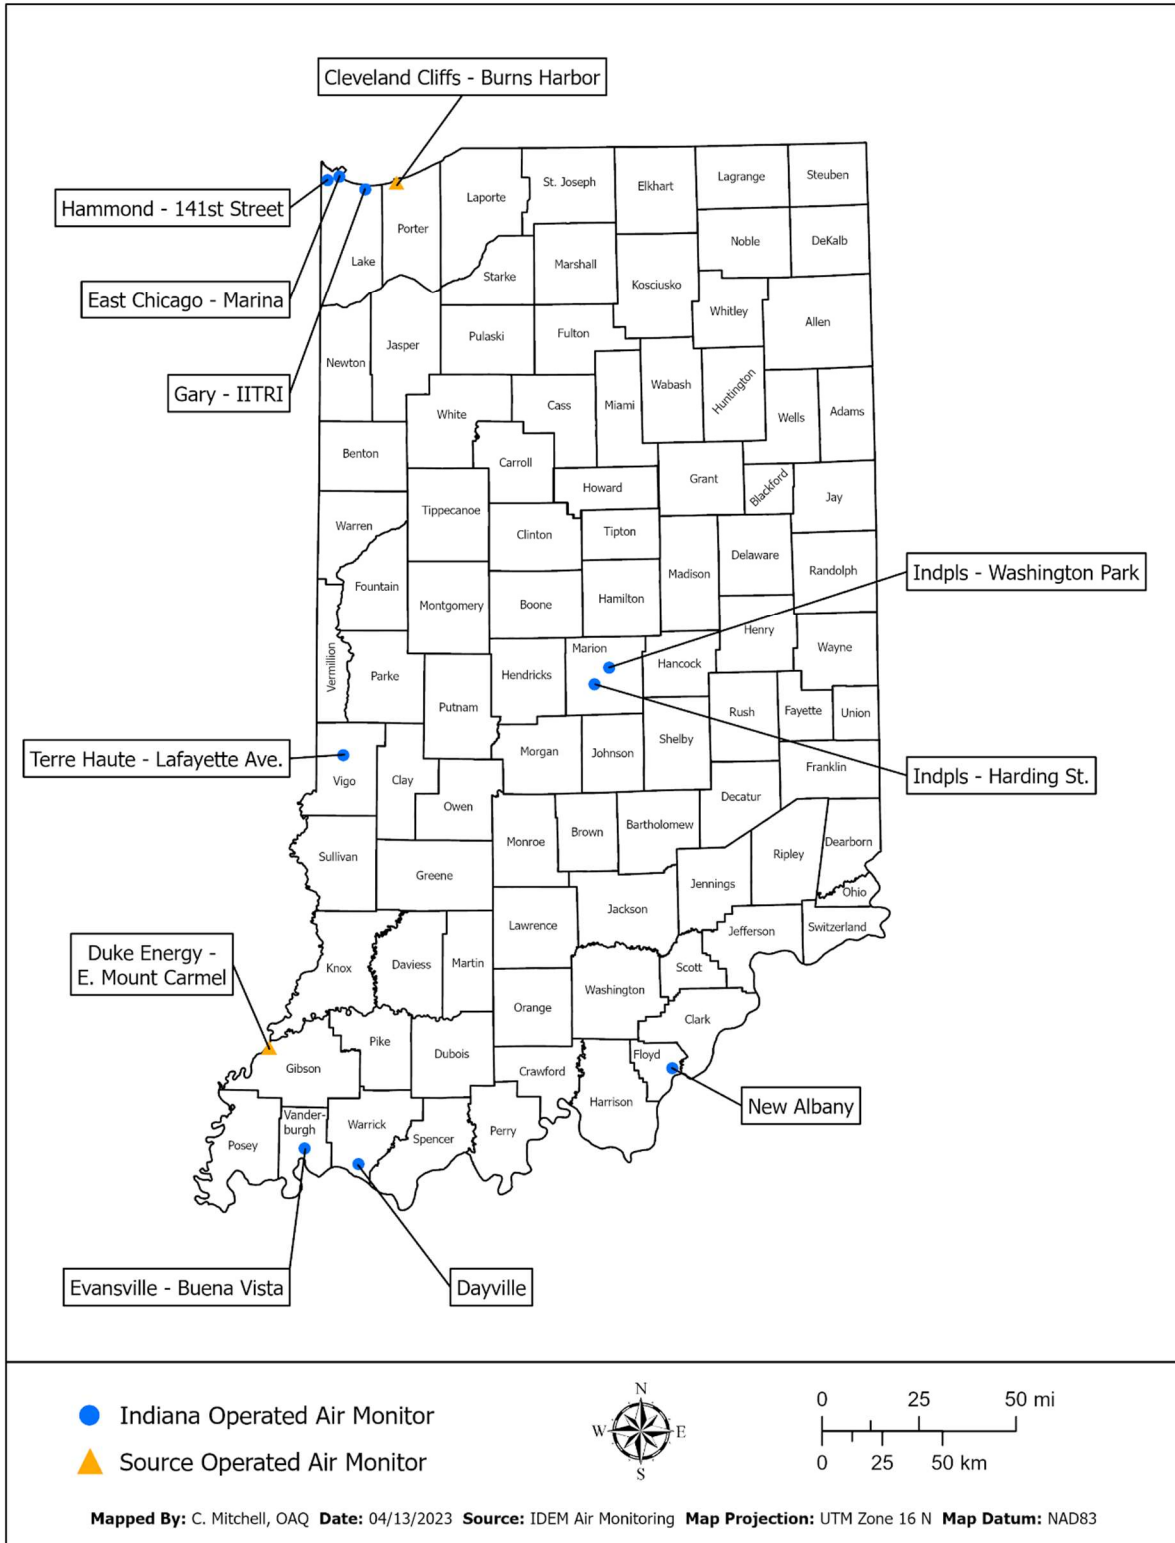 Cleveland Cliffs - Burns Harbor
Hammond - 141st Street
East Chicago - Marina
Gary - IITRI
Laporte
St. Joseph
Elkhart
Lagrange
Steuben
Porter
Lake
Starke
Marshall
Noble
DeKalb
Kosciusko
Whitley
Allen
Newton
Jasper
Pulaski
Fulton
White
Cass
Miami
Wabash
Huntington
Wells
Adams
Benton
Carroll
Howard
Grant
Blackford
Jay
Warren
Tippecanoe
Clinton
Tipton
Delaware
Randolph
Indpls - Washington Park
Fountain
Montgomery
Boone
Hamilton
Madison
Henry
Wayne
Vermillion
Parke
Putnam
Hendricks
Marion
Hancock
Rush
Fayette
Union
Terre Haute - Lafayette Ave.
Vigo
Clay
Owen
Morgan
Johnson
Shelby
Franklin
Indpls - Harding St.
Decatur
Sullivan
Greene
Monroe
Brown
Bartholomew
Jennings
Ripley
Dearborn
Ohio
Switzerland
Jefferson
Duke Energy -
E. Mount Carmel
Knox
Daviess
Martin
Lawrence
Jackson
Scott
Washington
Orange
Clark
Gibson
Pike
Dubois
Crawford
Floyd
Harrison
New Albany
Posey
Vander-
burgh
Warrick
Spencer
Perry
Evansville - Buena Vista
Dayville
Indiana Operated Air Monitor
Source Operated Air Monitor
N
W
E
S
0 25 50 mi
0 25 50 km
Mapped By: C. Mitchell, OAQ Date: 04/13/2023 Source: IDEM Air Monitoring Map Projection: UTM Zone 16 N Map Datum: NAD83